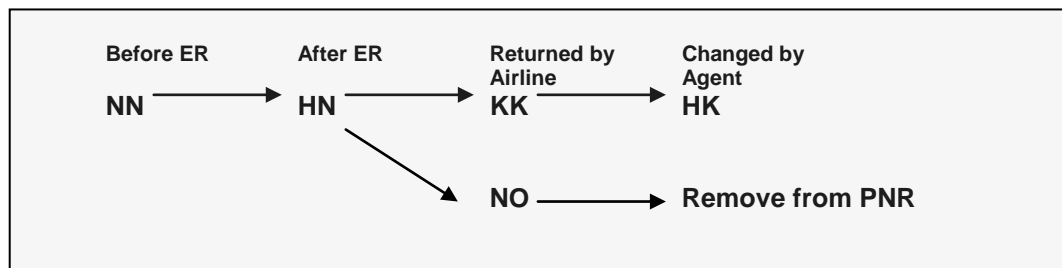 Before ER After ER Returned by Changed by
Airline Agent
NN HN KK HK
NO Remove from PNR